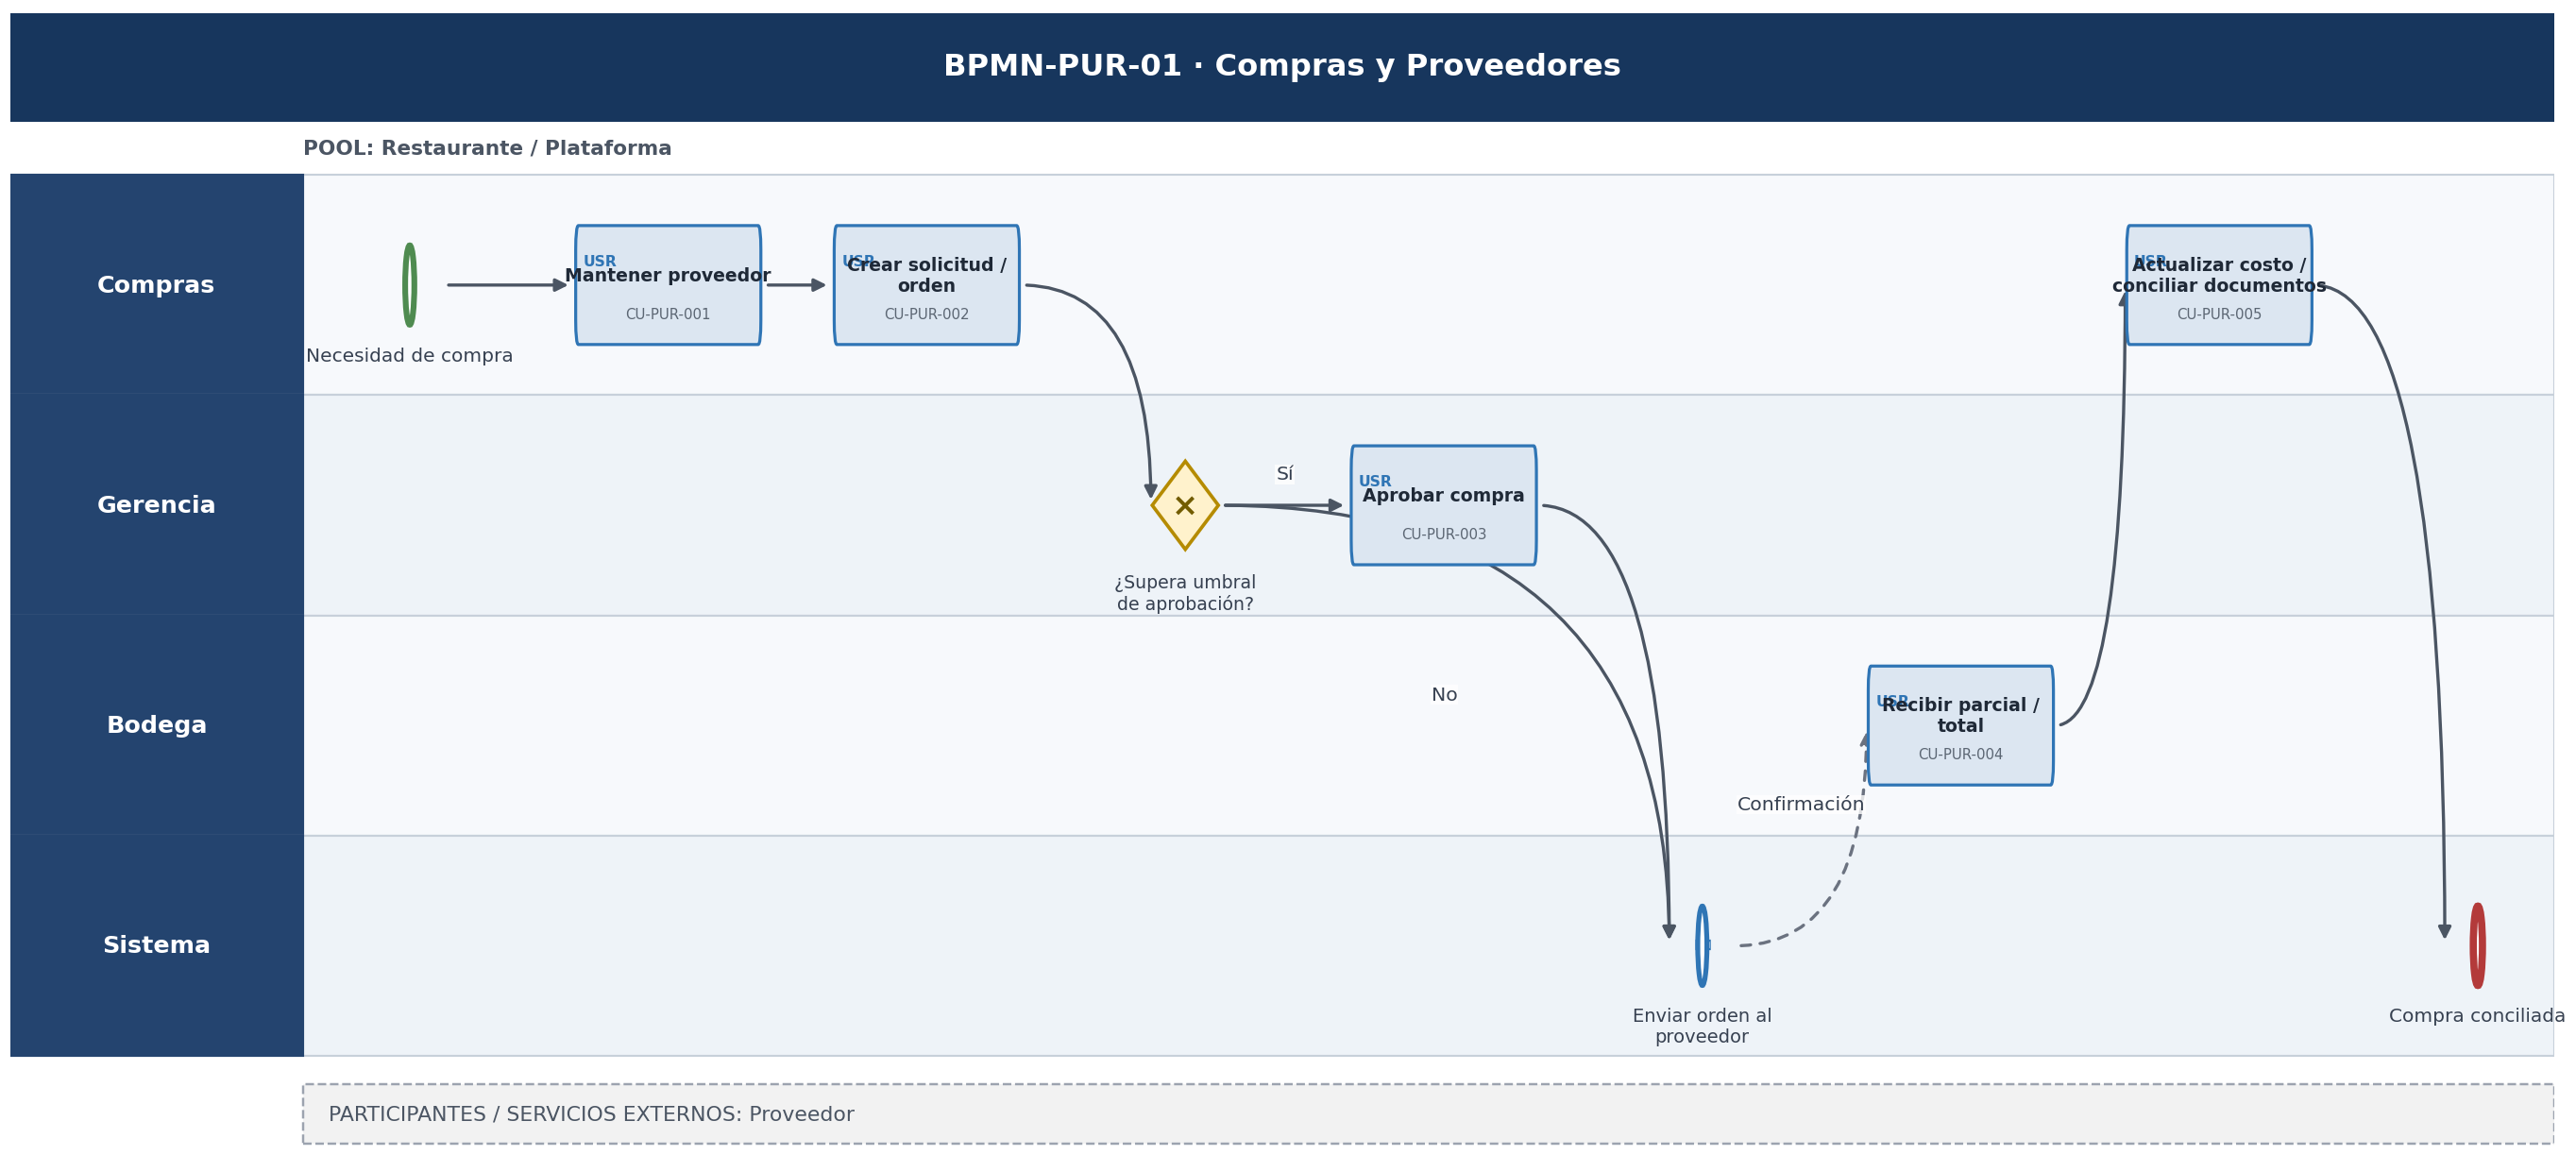 BPMN-PUR-01 · Compras y Proveedores
POOL: Restaurante / Plataforma
Compras
Necesidad de compra
USR
Mantener proveedor
CU-PUR-001
USR
Crear solicitud /
orden
CU-PUR-002
USR
Actualizar costo /
conciliar documentos
CU-PUR-005
Gerencia
¿Supera umbral
de aprobación?
Sí
USR
Aprobar compra
CU-PUR-003
Bodega
No
USR
Recibir parcial /
total
CU-PUR-004
Confirmación
Sistema
Enviar orden al
proveedor
Compra conciliada
PARTICIPANTES / SERVICIOS EXTERNOS: Proveedor